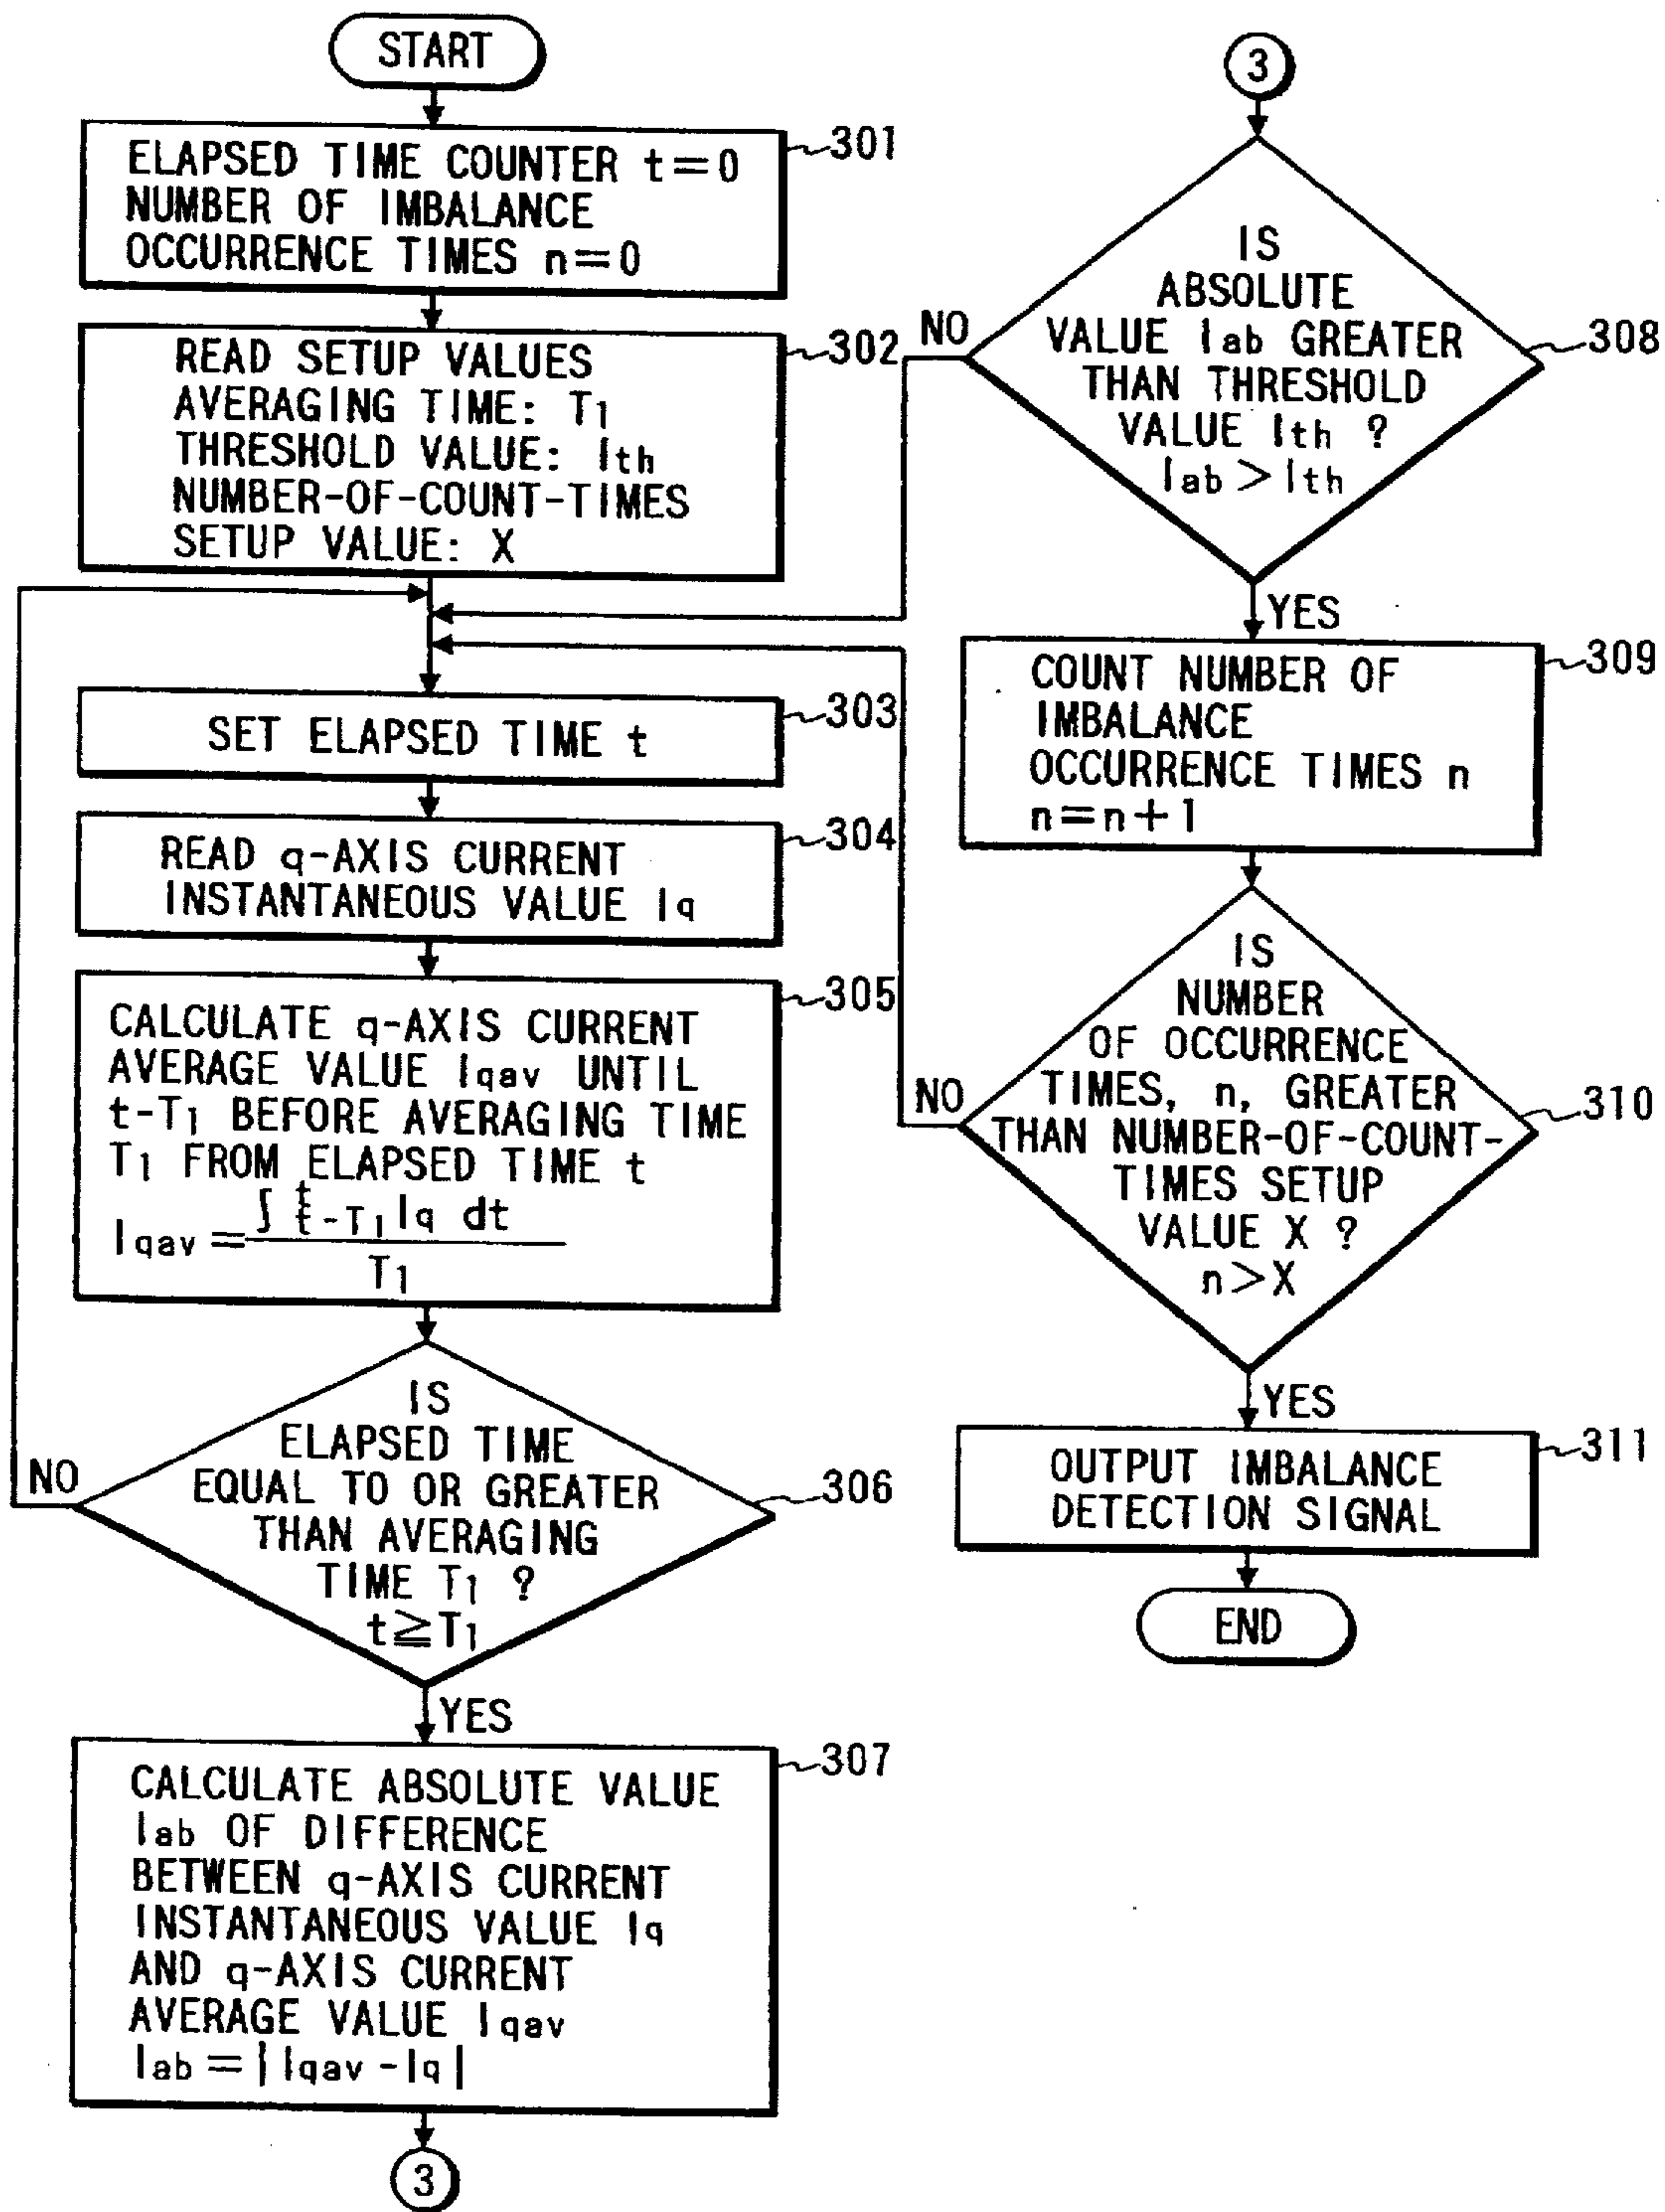 START
301
ELAPSED TIME COUNTER t=0
NUMBER OF IMBALANCE
OCCURRENCE TIMES n=0
302
READ SETUP VALUES
AVERAGING TIME: T1
THRESHOLD VALUE: Ith
NUMBER-OF-COUNT-TIMES
SETUP VALUE: X
303
SET ELAPSED TIME t
304
READ q-AXIS CURRENT
INSTANTANEOUS VALUE Iq
305
CALCULATE q-AXIS CURRENT
AVERAGE VALUE Iqav UNTIL
t-T1 BEFORE AVERAGING TIME
T1 FROM ELAPSED TIME t
Iqav = ∫ t t-T1 Iq dt
T1
306
IS
ELAPSED TIME
EQUAL TO OR GREATER
THAN AVERAGING
TIME T1 ?
t≧T1
NO
YES
307
CALCULATE ABSOLUTE VALUE
Iab OF DIFFERENCE
BETWEEN q-AXIS CURRENT
INSTANTANEOUS VALUE Iq
AND q-AXIS CURRENT
AVERAGE VALUE Iqav
Iab = |Iqav - Iq|
3
3
308
IS
ABSOLUTE
VALUE Iab GREATER
THAN THRESHOLD
VALUE Ith ?
Iab > Ith
NO
YES
309
COUNT NUMBER OF
IMBALANCE
OCCURRENCE TIMES n
n=n+1
310
IS
NUMBER
OF OCCURRENCE
TIMES, n, GREATER
THAN NUMBER-OF-COUNT-
TIMES SETUP
VALUE X ?
n>X
NO
YES
311
OUTPUT IMBALANCE
DETECTION SIGNAL
END